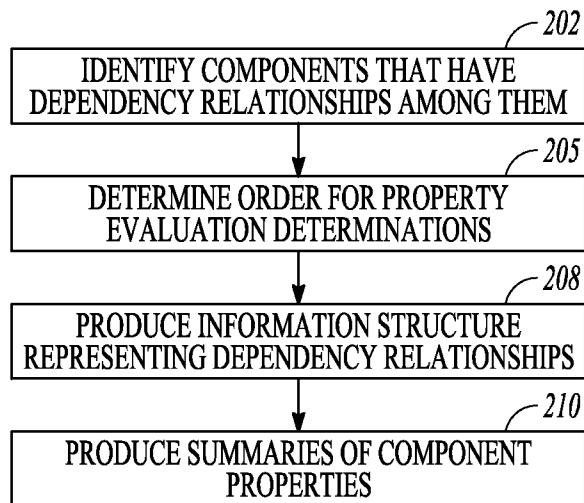 202
IDENTIFY COMPONENTS THAT HAVE
DEPENDENCY RELATIONSHIPS AMONG THEM
205
DETERMINE ORDER FOR PROPERTY
EVALUATION DETERMINATIONS
208
PRODUCE INFORMATION STRUCTURE
REPRESENTING DEPENDENCY RELATIONSHIPS
210
PRODUCE SUMMARIES OF COMPONENT
PROPERTIES